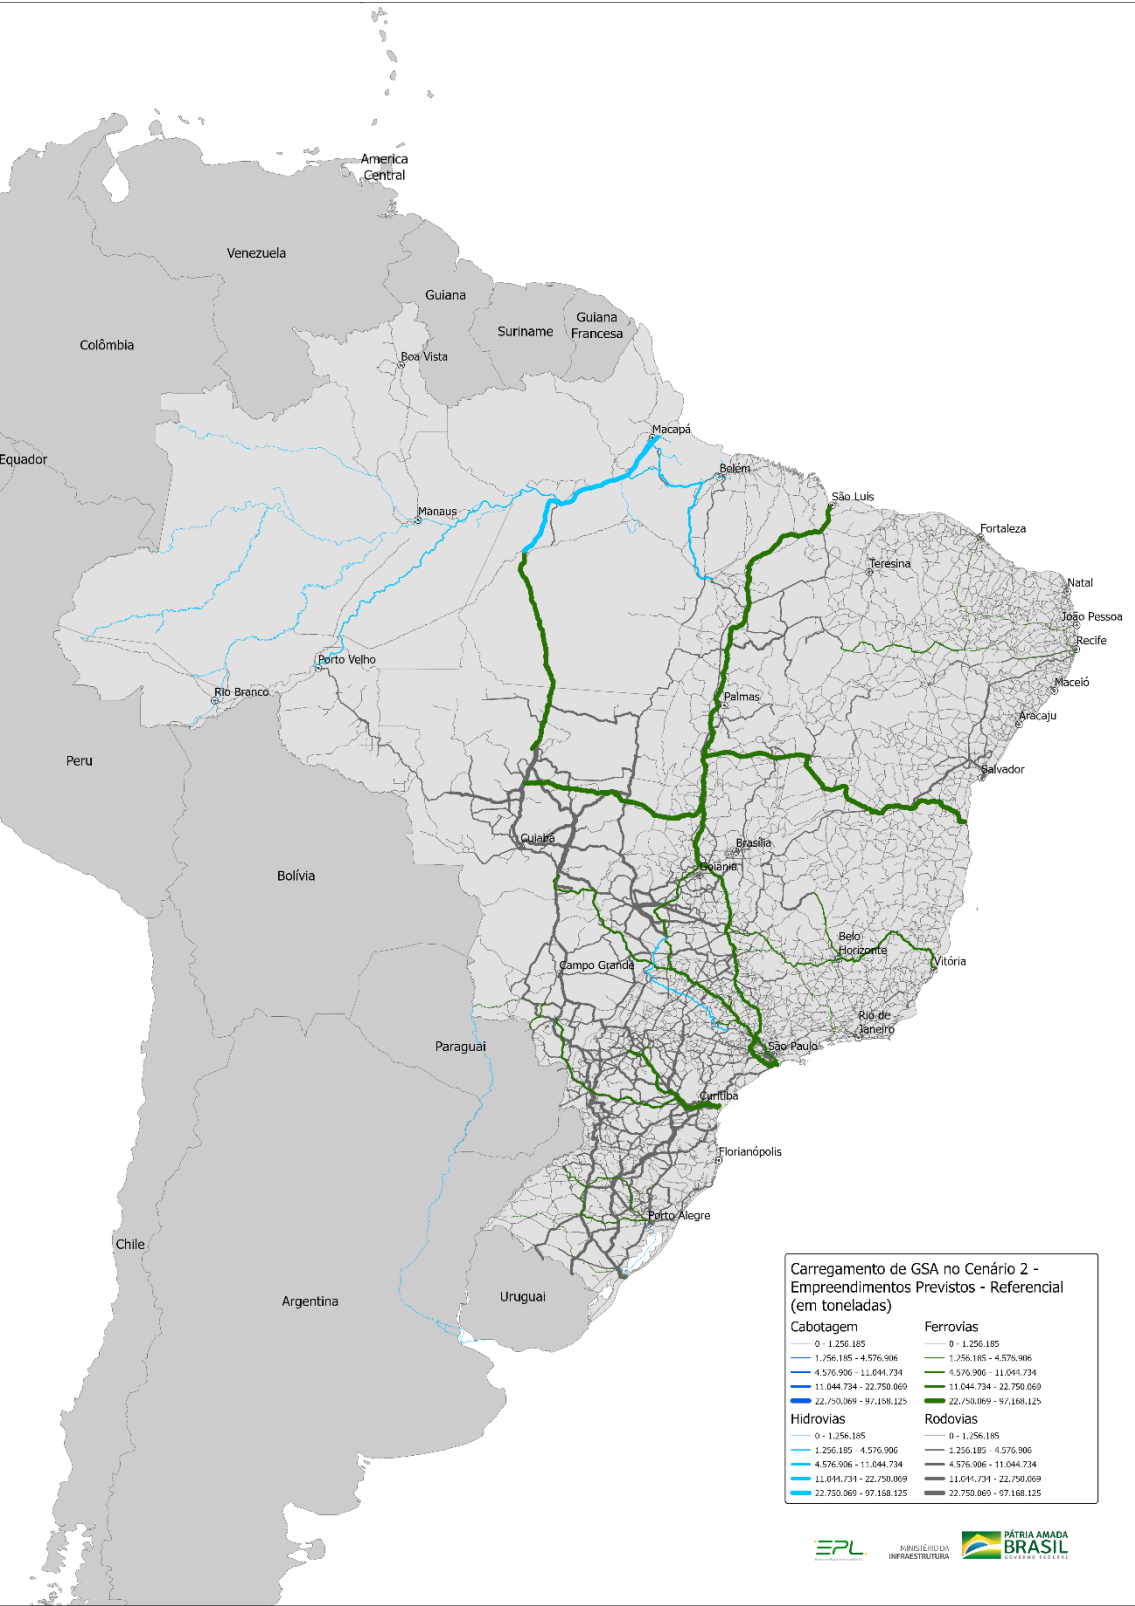 America
Central
Venezuela
Guiana
Suriname
Guiana
Francesa
Colômbia
Boa Vista
Macapá
Equador
Belém
São Luís
Manaus
Fortaleza
Teresina
Natal
João Pessoa
Recife
Porto Velho
Rio Branco
Maceió
Palmas
Aracaju
Peru
Salvador
Cuiabá
Brasília
Goiânia
Bolívia
Belo
Horizonte
Vitória
Campo Grande
Rio de
Janeiro
Paraguai
São Paulo
Curitiba
Florianópolis
Porto Alegre
Chile
Argentina
Uruguai
Carregamento de GSA no Cenário 2 -
Empreendimentos Previstos - Referencial
(em toneladas)
Cabotagem
0 - 1.256.185
1.256.185 - 4.576.906
4.576.906 - 11.044.734
11.044.734 - 22.750.069
22.750.069 - 97.168.125
Ferrovias
0 - 1.256.185
1.256.185 - 4.576.906
4.576.906 - 11.044.734
11.044.734 - 22.750.069
22.750.069 - 97.168.125
Hidrovias
0 - 1.256.185
1.256.185 - 4.576.906
4.576.906 - 11.044.734
11.044.734 - 22.750.069
22.750.069 - 97.168.125
Rodovias
0 - 1.256.185
1.256.185 - 4.576.906
4.576.906 - 11.044.734
11.044.734 - 22.750.069
22.750.069 - 97.168.125
EPL
MINISTÉRIO DA
INFRAESTRUTURA
PÁTRIA AMADA
BRASIL
GOVERNO FEDERAL